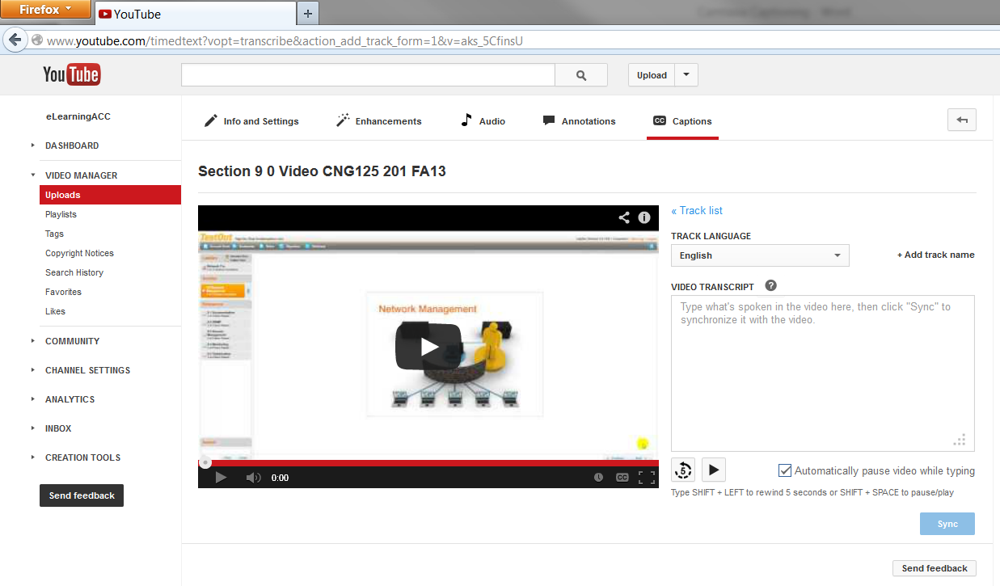 Firefox
YouTube
www.youtube.com/timedtext?vopt=transcribe&action_add_track_form=1&v=aks_5CfinsU
YouTube
Upload
eLearningACC
DASHBOARD
VIDEO MANAGER
Uploads
Playlists
Tags
Copyright Notices
Search History
Favorites
Likes
COMMUNITY
CHANNEL SETTINGS
ANALYTICS
INBOX
CREATION TOOLS
Send feedback
Info and Settings
Enhancements
Audio
Annotations
CC Captions
Section 9 0 Video CNG125 201 FA13
TestOut
Network Management
0:00
CC
« Track list
TRACK LANGUAGE
English
+ Add track name
VIDEO TRANSCRIPT ?
Type what's spoken in the video here, then click "Sync" to
synchronize it with the video.
5
Automatically pause video while typing
Type SHIFT + LEFT to rewind 5 seconds or SHIFT + SPACE to pause/play
Sync
Send feedback